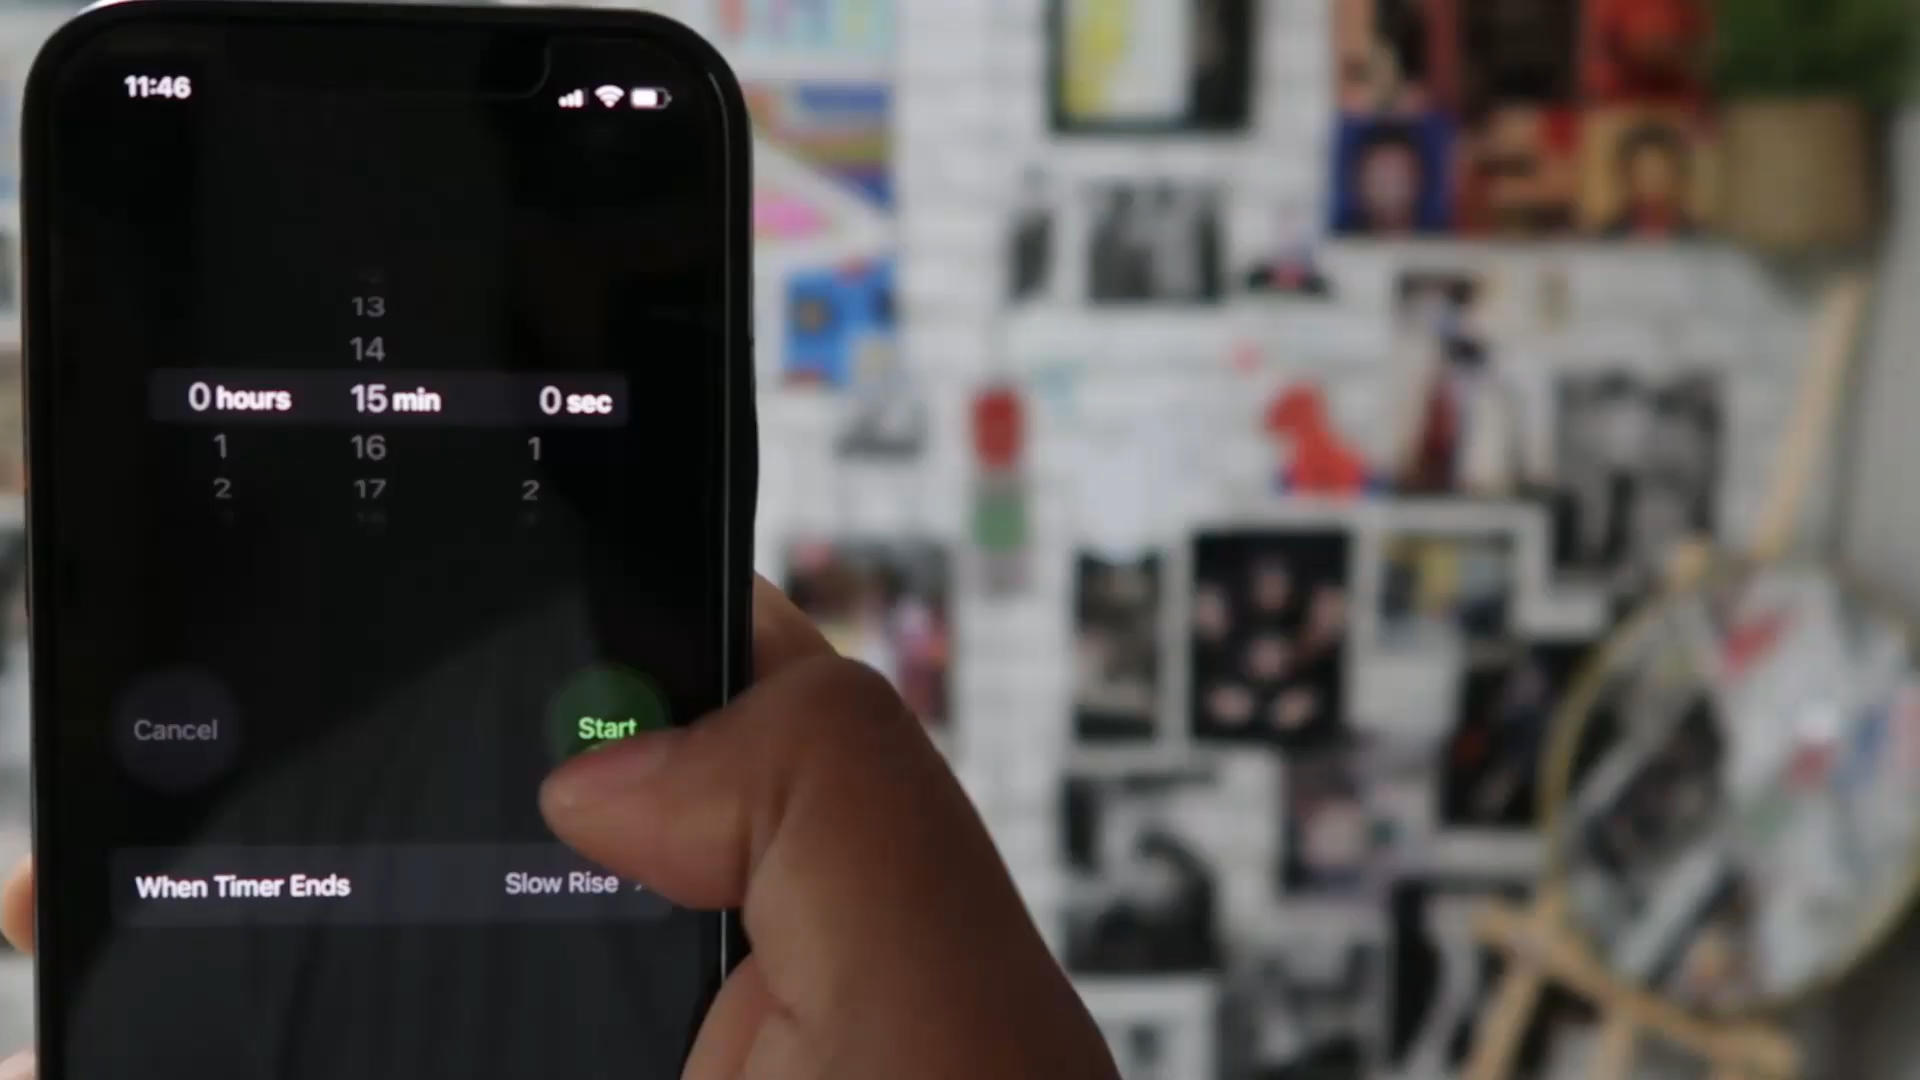 11:46
13
14
0 hours 15 min 0 sec
1 16 1
2 17 2
Cancel Start
When Timer Ends Slow Rise